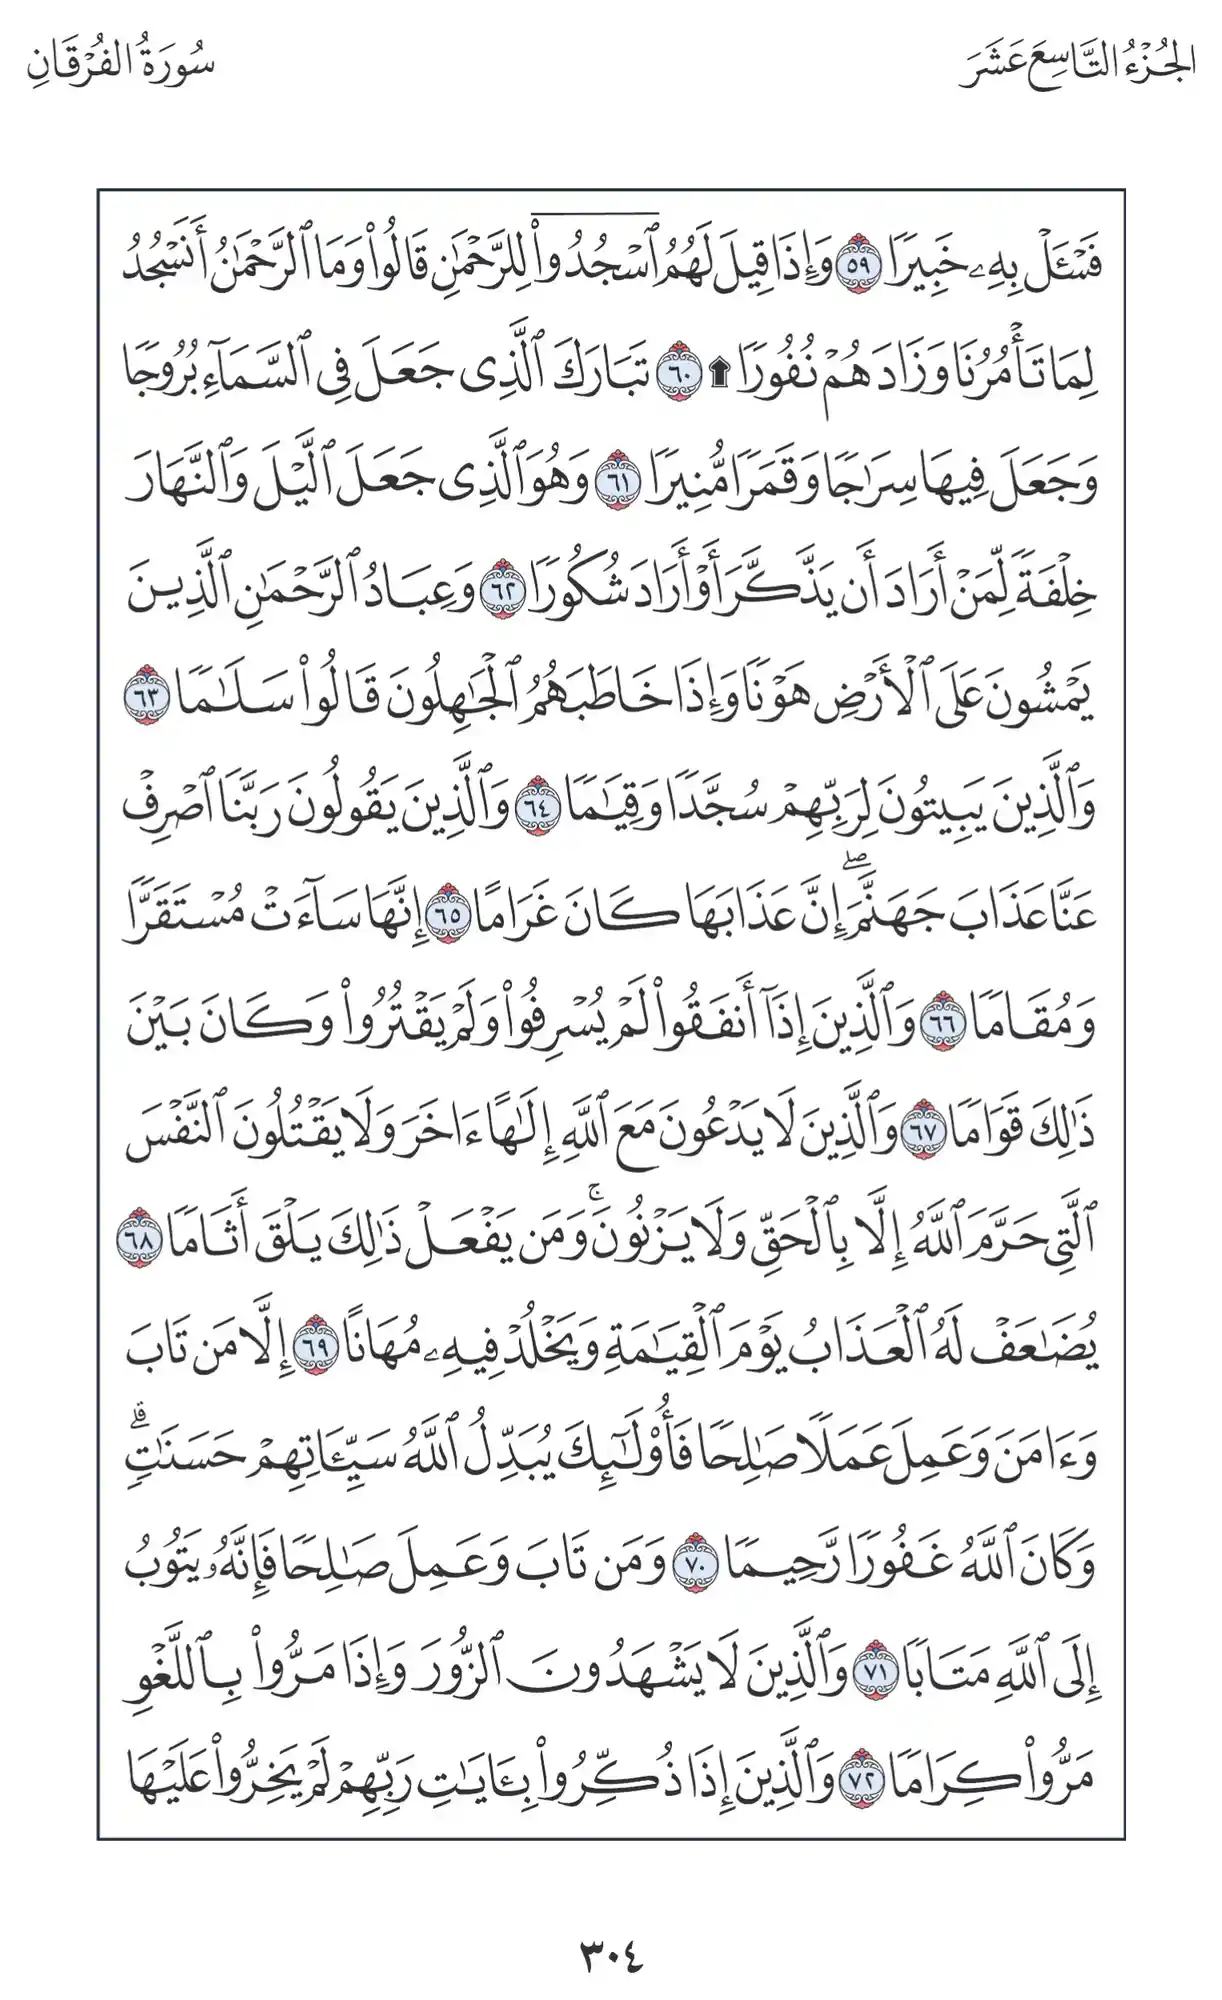 الجُزْءُ التَّاسِعَ عَشَرَ
سُورَةُ الفُرْقَانِ
فَسْـَٔلْ بِهِۦ خَبِيرٗا ٥٩ وَإِذَا قِيلَ لَهُمُ ٱسْجُدُواْ لِلرَّحْمَٰنِ قَالُواْ وَمَا ٱلرَّحْمَٰنُ أَنَسْجُدُ
لِمَا تَأْمُرُنَا وَزَادَهُمْ نُفُورٗا ۩ ٦٠ تَبَارَكَ ٱلَّذِى جَعَلَ فِى ٱلسَّمَآءِ بُرُوجٗا
وَجَعَلَ فِيهَا سِرَٰجٗا وَقَمَرٗا مُّنِيرٗا ٦١ وَهُوَ ٱلَّذِى جَعَلَ ٱلَّيْلَ وَٱلنَّهَارَ
خِلْفَةٗ لِّمَنْ أَرَادَ أَن يَذَّكَّرَ أَوْ أَرَادَ شُكُورٗا ٦٢ وَعِبَادُ ٱلرَّحْمَٰنِ ٱلَّذِينَ
يَمْشُونَ عَلَى ٱلْأَرْضِ هَوْنٗا وَإِذَا خَاطَبَهُمُ ٱلْجَٰهِلُونَ قَالُواْ سَلَٰمٗا ٦٣
وَٱلَّذِينَ يَبِيتُونَ لِرَبِّهِمْ سُجَّدٗا وَقِيَٰمٗا ٦٤ وَٱلَّذِينَ يَقُولُونَ رَبَّنَا ٱصْرِفْ
عَنَّا عَذَابَ جَهَنَّمَۖ إِنَّ عَذَابَهَا كَانَ غَرَامًا ٦٥ إِنَّهَا سَآءَتْ مُسْتَقَرّٗا
وَمُقَامٗا ٦٦ وَٱلَّذِينَ إِذَآ أَنفَقُواْ لَمْ يُسْرِفُواْ وَلَمْ يَقْتُرُواْ وَكَانَ بَيْنَ
ذَٰلِكَ قَوَامٗا ٦٧ وَٱلَّذِينَ لَا يَدْعُونَ مَعَ ٱللَّهِ إِلَٰهًا ءَاخَرَ وَلَا يَقْتُلُونَ ٱلنَّفْسَ
ٱلَّتِى حَرَّمَ ٱللَّهُ إِلَّا بِٱلْحَقِّ وَلَا يَزْنُونَۚ وَمَن يَفْعَلْ ذَٰلِكَ يَلْقَ أَثَامٗا ٦٨
يُضَٰعَفْ لَهُ ٱلْعَذَابُ يَوْمَ ٱلْقِيَٰمَةِ وَيَخْلُدْ فِيهِۦ مُهَانًا ٦٩ إِلَّا مَن تَابَ
وَءَامَنَ وَعَمِلَ عَمَلٗا صَٰلِحٗا فَأُوْلَٰٓئِكَ يُبَدِّلُ ٱللَّهُ سَيِّـَٔاتِهِمْ حَسَنَٰتٖۗ
وَكَانَ ٱللَّهُ غَفُورٗا رَّحِيمٗا ٧٠ وَمَن تَابَ وَعَمِلَ صَٰلِحٗا فَإِنَّهُۥ يَتُوبُ
إِلَى ٱللَّهِ مَتَابٗا ٧١ وَٱلَّذِينَ لَا يَشْهَدُونَ ٱلزُّورَ وَإِذَا مَرُّواْ بِٱللَّغْوِ
مَرُّواْ كِرَامٗا ٧٢ وَٱلَّذِينَ إِذَا ذُكِّرُواْ بِـَٔايَٰتِ رَبِّهِمْ لَمْ يَخِرُّواْ عَلَيْهَا
٣٠٤